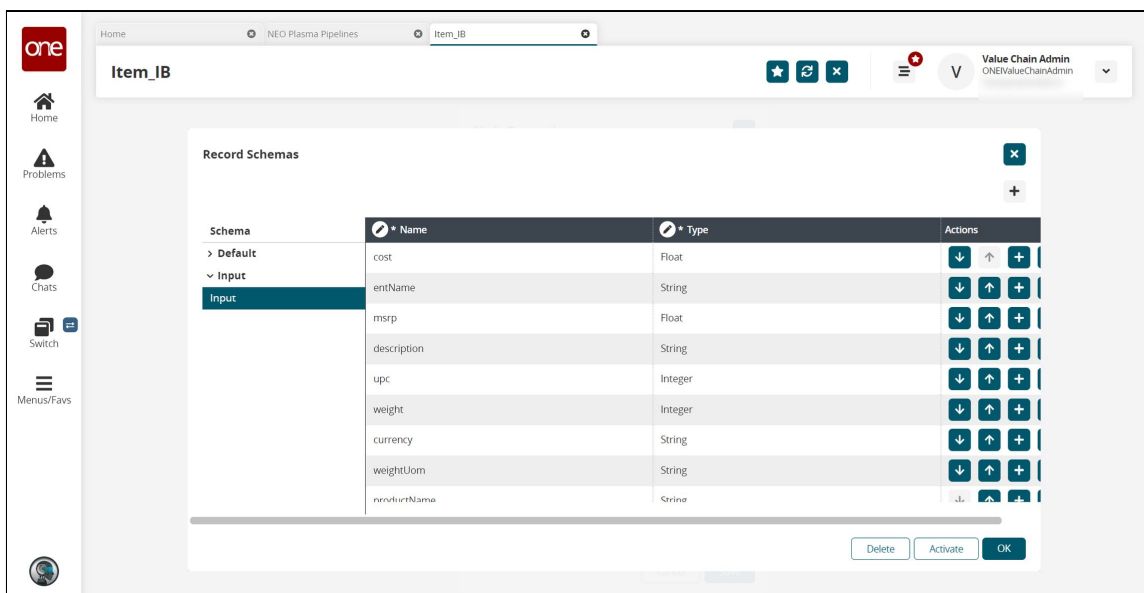 one
Home
NEO Plasma Pipelines
Item_IB
Item_IB
V
Value Chain Admin
ONEIValueChainAdmin
Home
Problems
Alerts
Chats
Switch
Menus/Favs
Record Schemas
Schema
* Name
* Type
Actions
> Default
Input
Input
cost Float
entName String
msrp Float
description String
upc Integer
weight Integer
currency String
weightUom String
productName String
Delete
Activate
OK